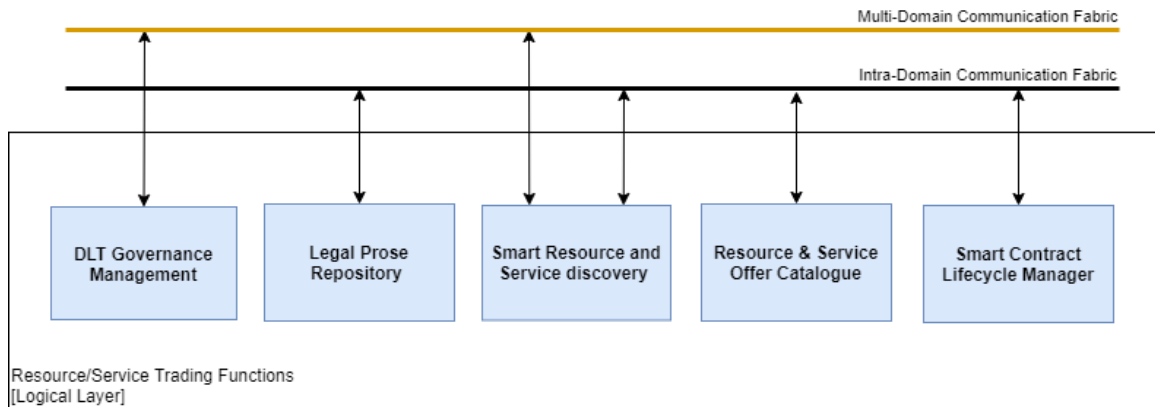 Multi-Domain Communication Fabric
Intra-Domain Communication Fabric
DLT Governance
Management
Legal Prose
Repository
Smart Resource and
Service discovery
Resource & Service
Offer Catalogue
Smart Contract
Lifecycle Manager
Resource/Service Trading Functions
[Logical Layer]